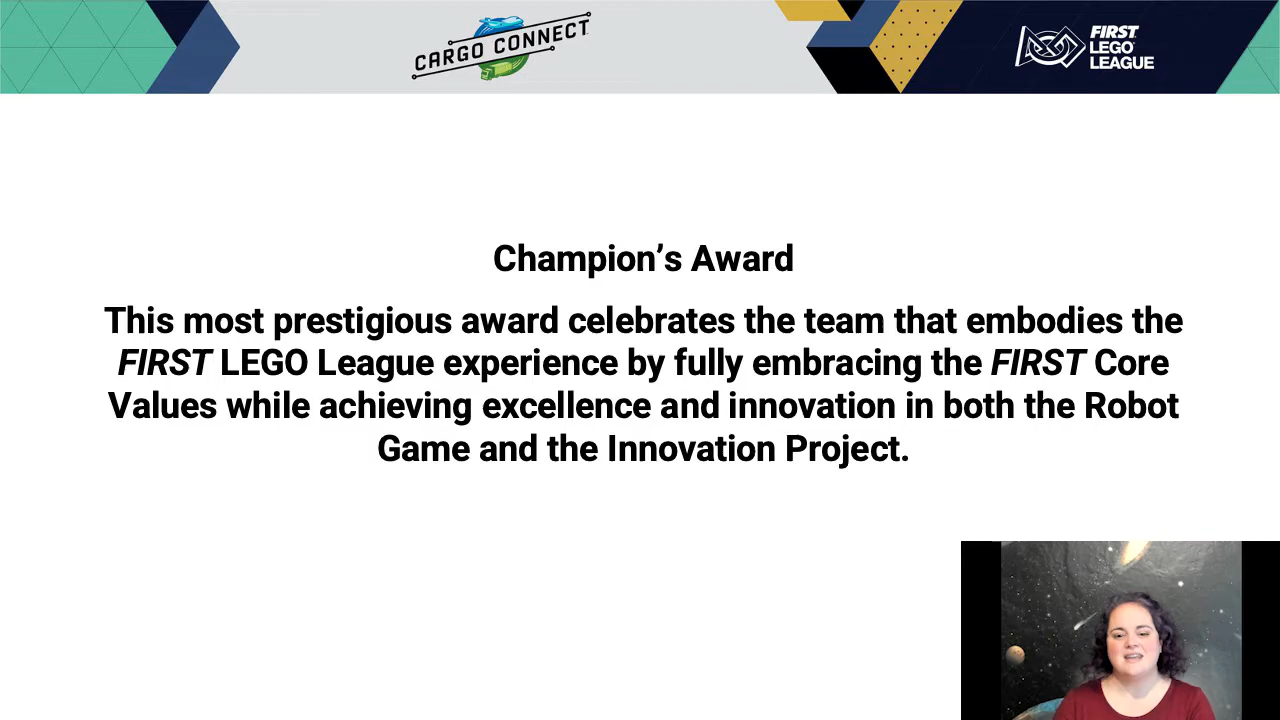 CARGO CONNECT
FIRST
LEGO
LEAGUE
Champion’s Award
This most prestigious award celebrates the team that embodies the
FIRST LEGO League experience by fully embracing the FIRST Core
Values while achieving excellence and innovation in both the Robot
Game and the Innovation Project.